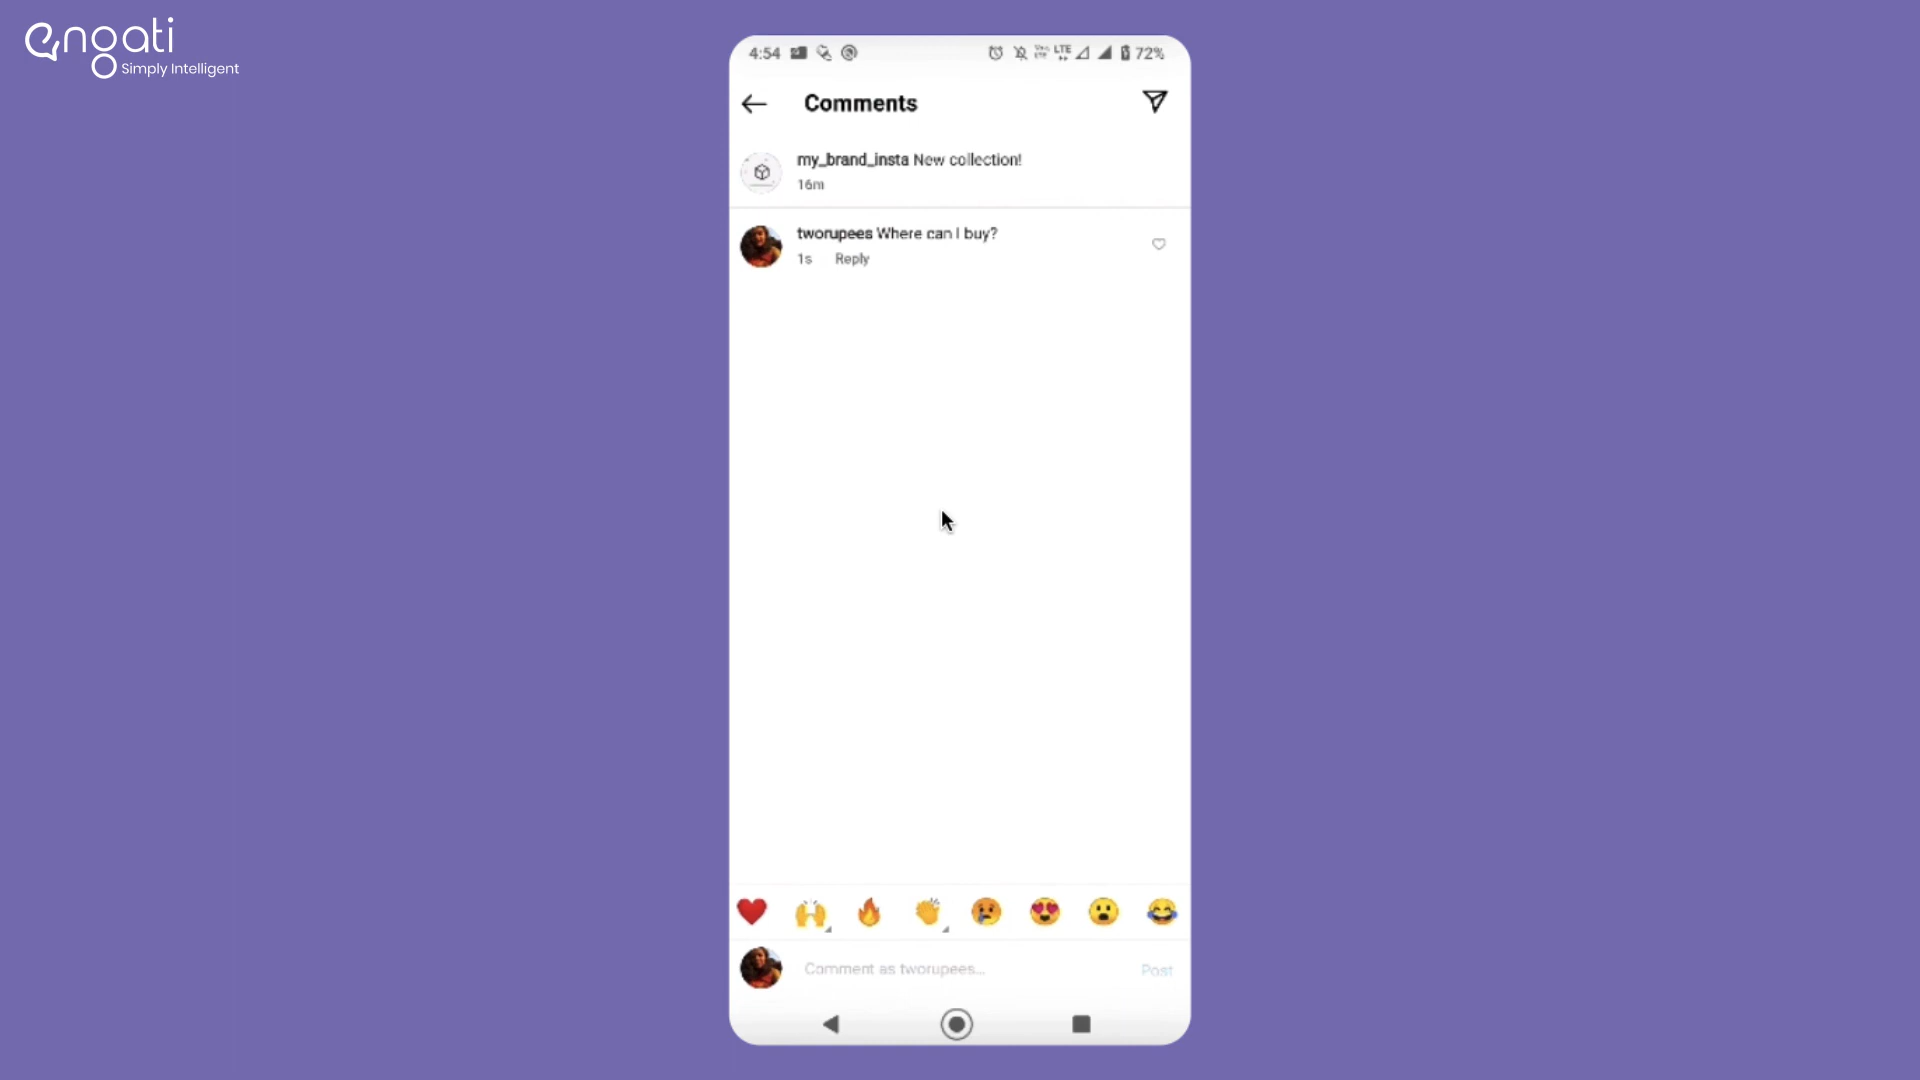 engati
Simply Intelligent
4:54
LTE
72%
Comments
my_brand_insta New collection!
16m
tworupees Where can I buy?
1s Reply
Comment as tworupees...
Post